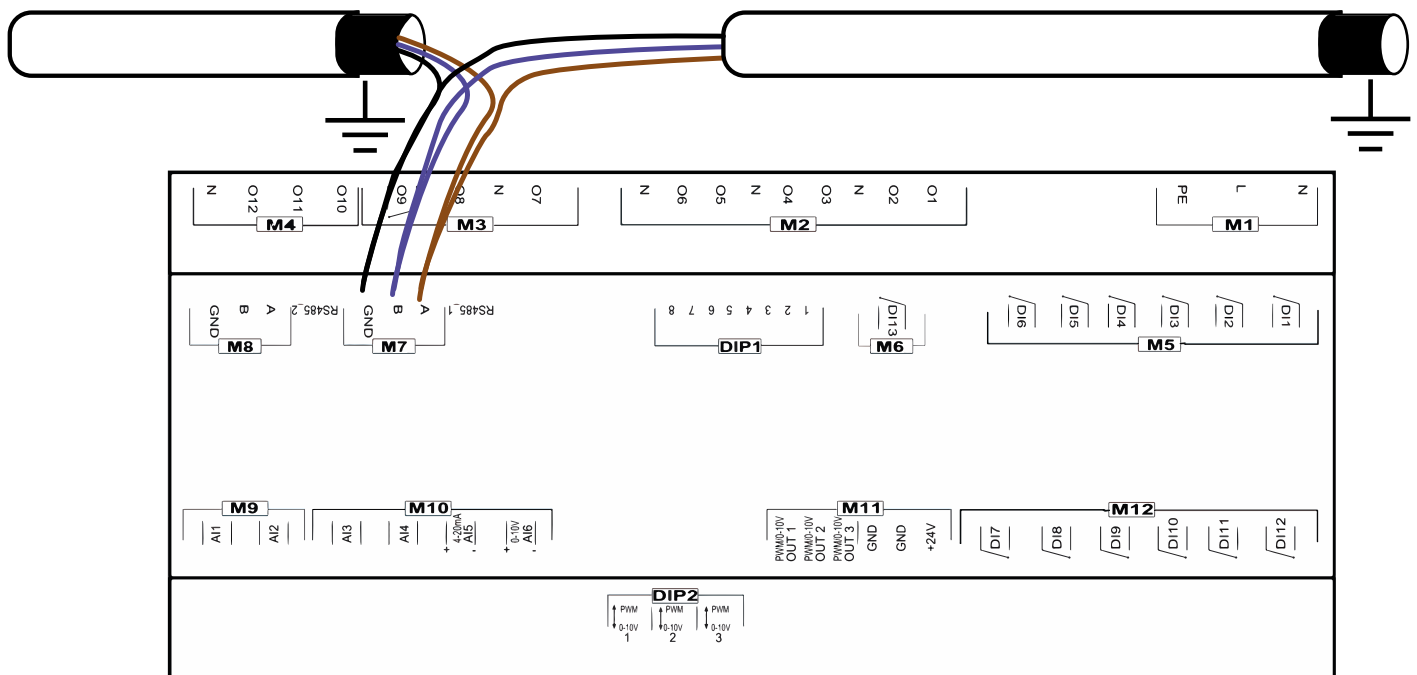 N O12 O11 O10 O9 O8 N O7 N O6 O5 N O4 O3 N O2 O1 PE L N
M4 M3 M2 M1
GND B A RS485_2 GND B A RS485_1 8 7 6 5 4 3 2 1 DI13 DI6 DI5 DI4 DI3 DI2 DI1
M8 M7 DIP1 M6 M5
M9 M10 M11 M12
AI1 AI2 AI3 AI4 + 4-20mA AI5 - + 0-10V AI6 - PWM/0-10V OUT 1 PWM/0-10V OUT 2 PWM/0-10V OUT 3 GND GND +24V DI7 DI8 DI9 DI10 DI11 DI12
DIP2
PWM PWM PWM
0-10V 0-10V 0-10V
1 2 3